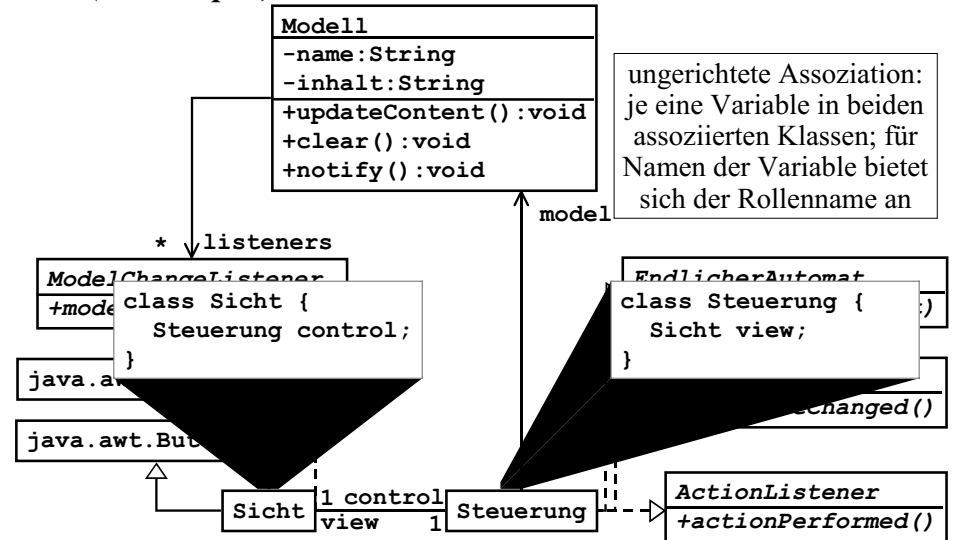 Modell
-name:String
-inhalt:String
+updateContent():void
+clear():void
+notify():void
ungerichtete Assoziation:
je eine Variable in beiden
assoziierten Klassen; für
Namen der Variable bietet
sich der Rollenname an
model
* listeners
ModelChangeListener
EndlicherAutomat
class Sicht {
Steuerung control;
}
class Steuerung {
Sicht view;
}
ActionListener
+actionPerformed()
Sicht
1 control
view 1
Steuerung